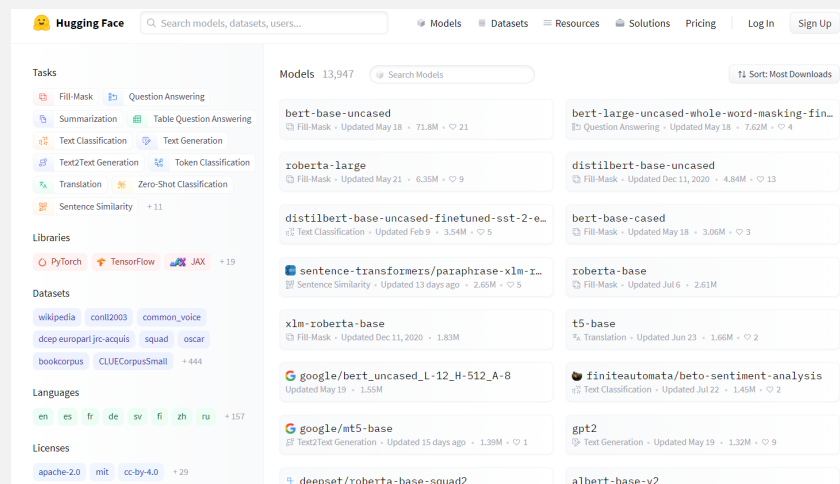 Hugging Face
Search models, datasets, users...
Models
Datasets
Resources
Solutions
Pricing
Log In
Sign Up
Tasks
Fill-Mask Question Answering
Summarization Table Question Answering
Text Classification Text Generation
Text2Text Generation Token Classification
Translation Zero-Shot Classification
Sentence Similarity + 11
Libraries
PyTorch TensorFlow JAX + 19
Datasets
wikipedia conll2003 common_voice
dcep europarl jrc-acquis squad oscar
bookcorpus CLUECorpusSmall + 444
Languages
en es fr de sv fi zh ru + 157
Licenses
apache-2.0 mit cc-by-4.0 + 29
Models 13,947
Search Models
Sort: Most Downloads
bert-base-uncased
Fill-Mask • Updated May 18 • 71.8M • 21
bert-large-uncased-whole-word-masking-fin…
Question Answering • Updated May 18 • 7.62M • 4
roberta-large
Fill-Mask • Updated May 21 • 6.35M • 9
distilbert-base-uncased
Fill-Mask • Updated Dec 11, 2020 • 4.84M • 13
distilbert-base-uncased-finetuned-sst-2-e…
Text Classification • Updated Feb 9 • 3.54M • 5
bert-base-cased
Fill-Mask • Updated May 18 • 3.06M • 3
sentence-transformers/paraphrase-xlm-r…
Sentence Similarity • Updated 13 days ago • 2.65M • 5
roberta-base
Fill-Mask • Updated Jul 6 • 2.61M
xlm-roberta-base
Fill-Mask • Updated Dec 11, 2020 • 1.83M
t5-base
Translation • Updated Jun 23 • 1.66M • 2
google/bert_uncased_L-12_H-512_A-8
Updated May 19 • 1.55M
finiteautomata/beto-sentiment-analysis
Text Classification • Updated Jul 22 • 1.45M • 2
google/mt5-base
Text2Text Generation • Updated 15 days ago • 1.39M • 1
gpt2
Text Generation • Updated May 19 • 1.32M • 9
deepset/roberta-base-squad2
albert-base-v2